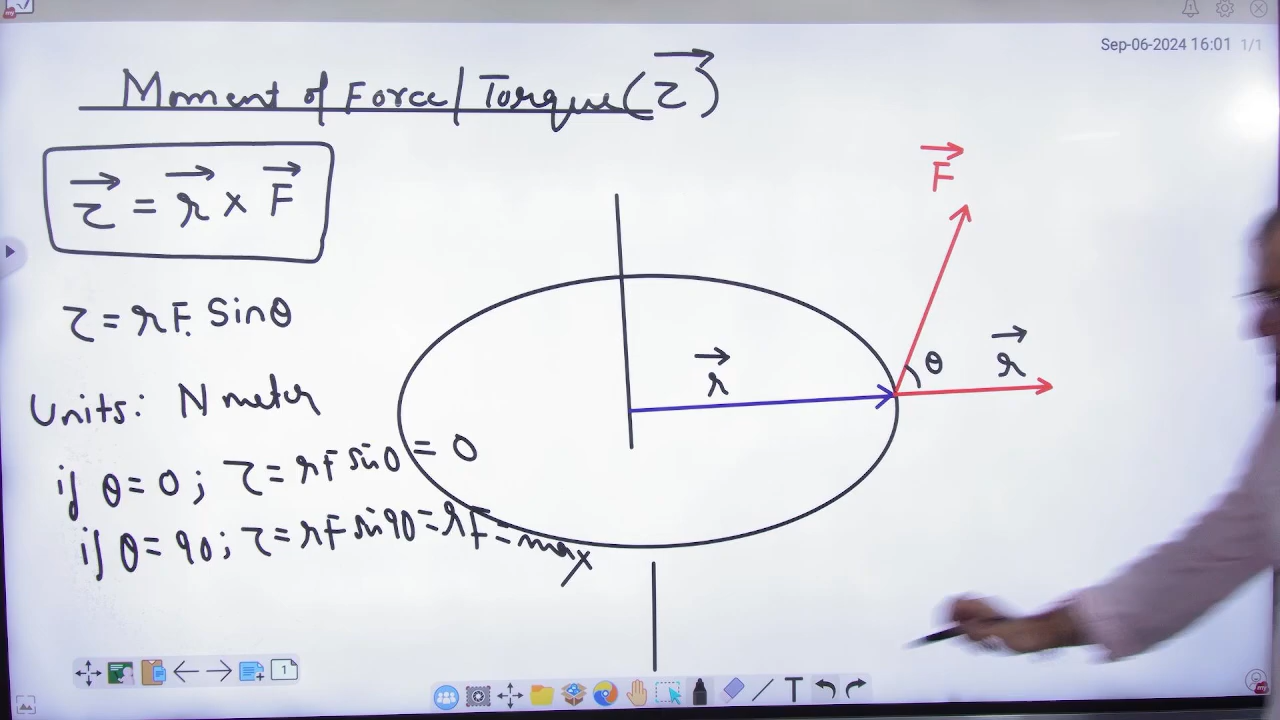 Sep-06-2024 16:01 1/1
Moment of Force/Torque(τ⃗)
τ⃗ = r⃗ x F⃗
τ = rF. Sinθ
Units: N meter
if θ = 0; τ = rF sin0 = 0
if θ = 90; τ = rF sin90 = rF = max
F⃗
θ
r⃗
r⃗
1
T